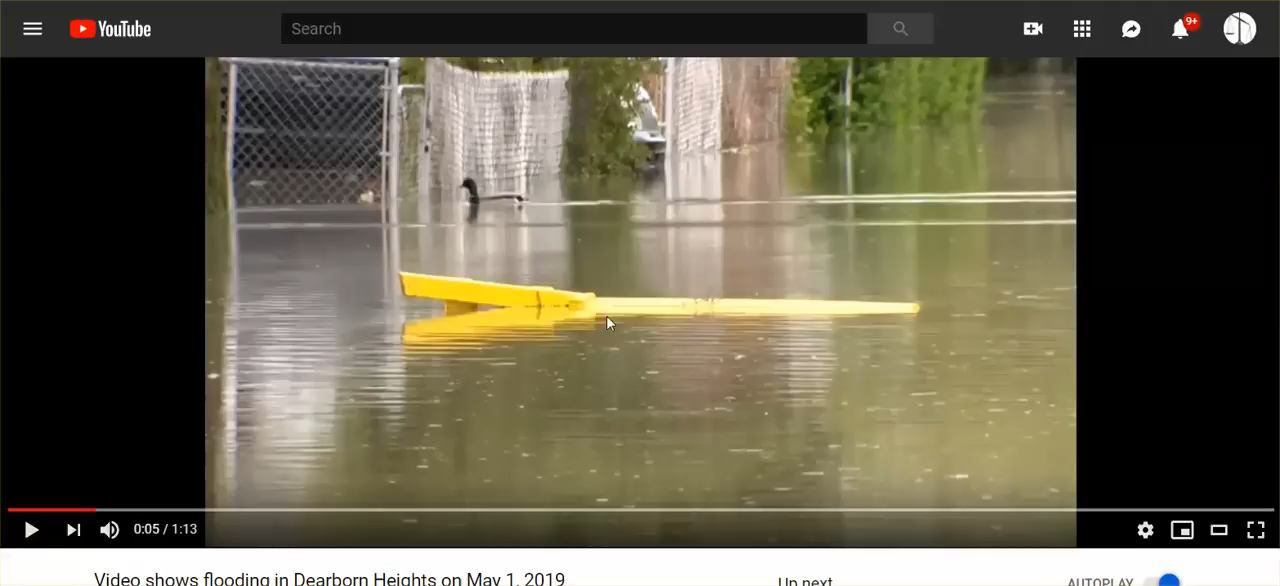 YouTube Search 9+
0:05 / 1:13
Video shows flooding in Dearborn Heights on May 1, 2019 Up next AUTOPLAY